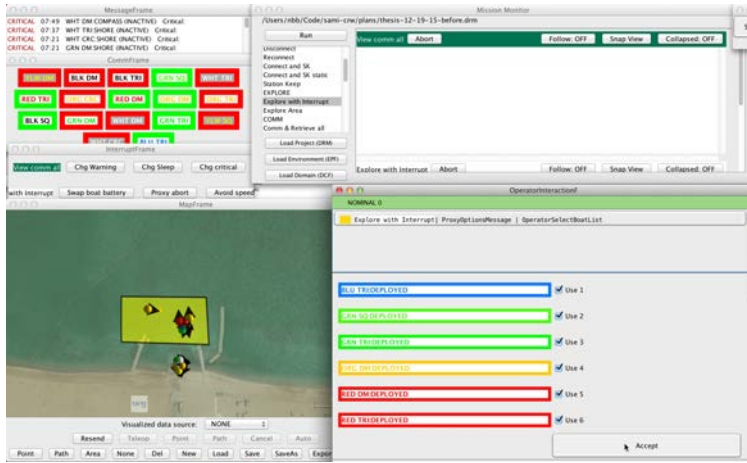 MessageFrame
CRITICAL 07:49 WHT DM COMPASS (INACTIVE) Critical:
CRITICAL 07:37 WHT TRI:SHORE (INACTIVE) Critical:
CRITICAL 07:21 WHT CRC:SHORE (INACTIVE) Critical:
CRITICAL 07:21 GRN DM:SHORE (INACTIVE) Critical:
CommFrame
BLK DM BLK TRI GRN SQ WHT TRI
RED TRI RED DM
BLK SQ GRN DM WHT DM GRN TRI
BLU TRI
InterruptFrame
View comm all Chg Warning Chg Sleep Chg critical
with Interrupt Swap boat battery Proxy abort Avoid speed
Mission Monitor
/Users/nbb/Code/sami-crw/plans/thesis-12-19-15-before.drm
Run
Disconnect
Reconnect
Connect and SK
Connect and SK static
Station Keep
EXPLORE
Explore with Interrupt
Explore Area
COMM
Comm & Retrieve all
Load Project (DRM)
Load Environment (EPF)
Load Domain (DCF)
View comm all Abort Follow: OFF Snap View Collapsed: OFF
Explore with Interrupt Abort Follow: OFF Snap View Collapsed: OFF
MapFrame
Visualized data source: NONE
Resend Teleop Point Path Cancel Auto
Point Path Area None Del New Load Save SaveAs Export
OperatorInteractionF
NOMINAL 0
Explore with Interrupt| ProxyOptionsMessage | OperatorSelectBoatList
BLU TRI:DEPLOYED Use 1
GRN SQ:DEPLOYED Use 2
GRN TRI:DEPLOYED Use 3
ORG DM:DEPLOYED Use 4
RED DM:DEPLOYED Use 5
RED TRI:DEPLOYED Use 6
Accept